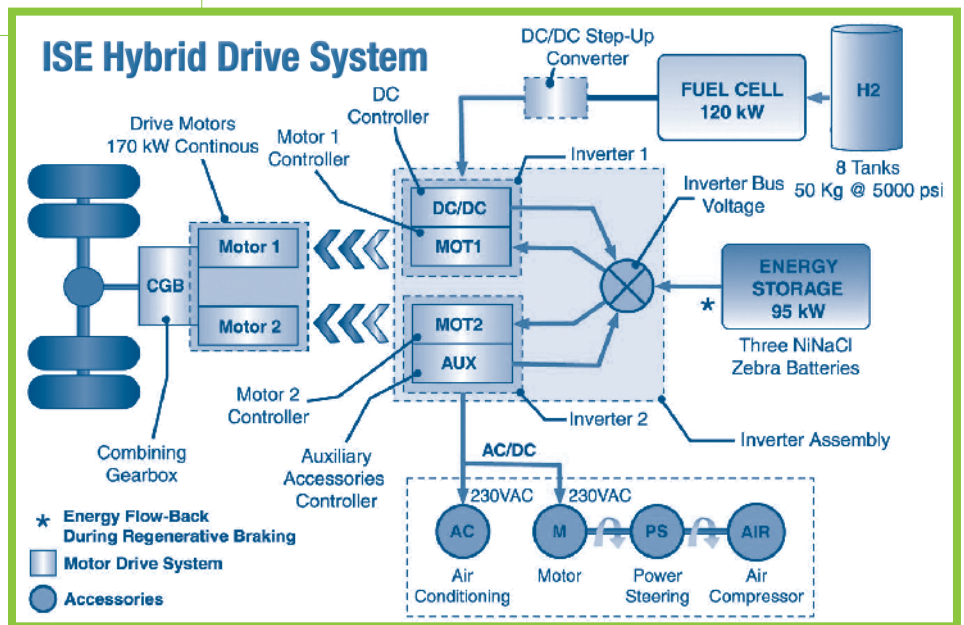 ISE Hybrid Drive System
DC/DC Step-Up
Converter
FUEL CELL
120 kW
H2
8 Tanks
50 Kg @ 5000 psi
DC
Controller
Drive Motors
170 kW Continous
Motor 1
Controller
Inverter 1
Inverter Bus
Voltage
DC/DC
MOT1
Motor 1
CGB
Motor 2
MOT2
AUX
ENERGY
STORAGE
95 kW
*
Three NiNaCl
Zebra Batteries
Motor 2
Controller
Inverter 2
Inverter Assembly
Combining
Gearbox
Auxiliary
Accessories
Controller
AC/DC
230VAC
230VAC
AC
M
PS
AIR
Air
Conditioning
Motor
Power
Steering
Air
Compressor
* Energy Flow-Back
During Regenerative Braking
Motor Drive System
Accessories